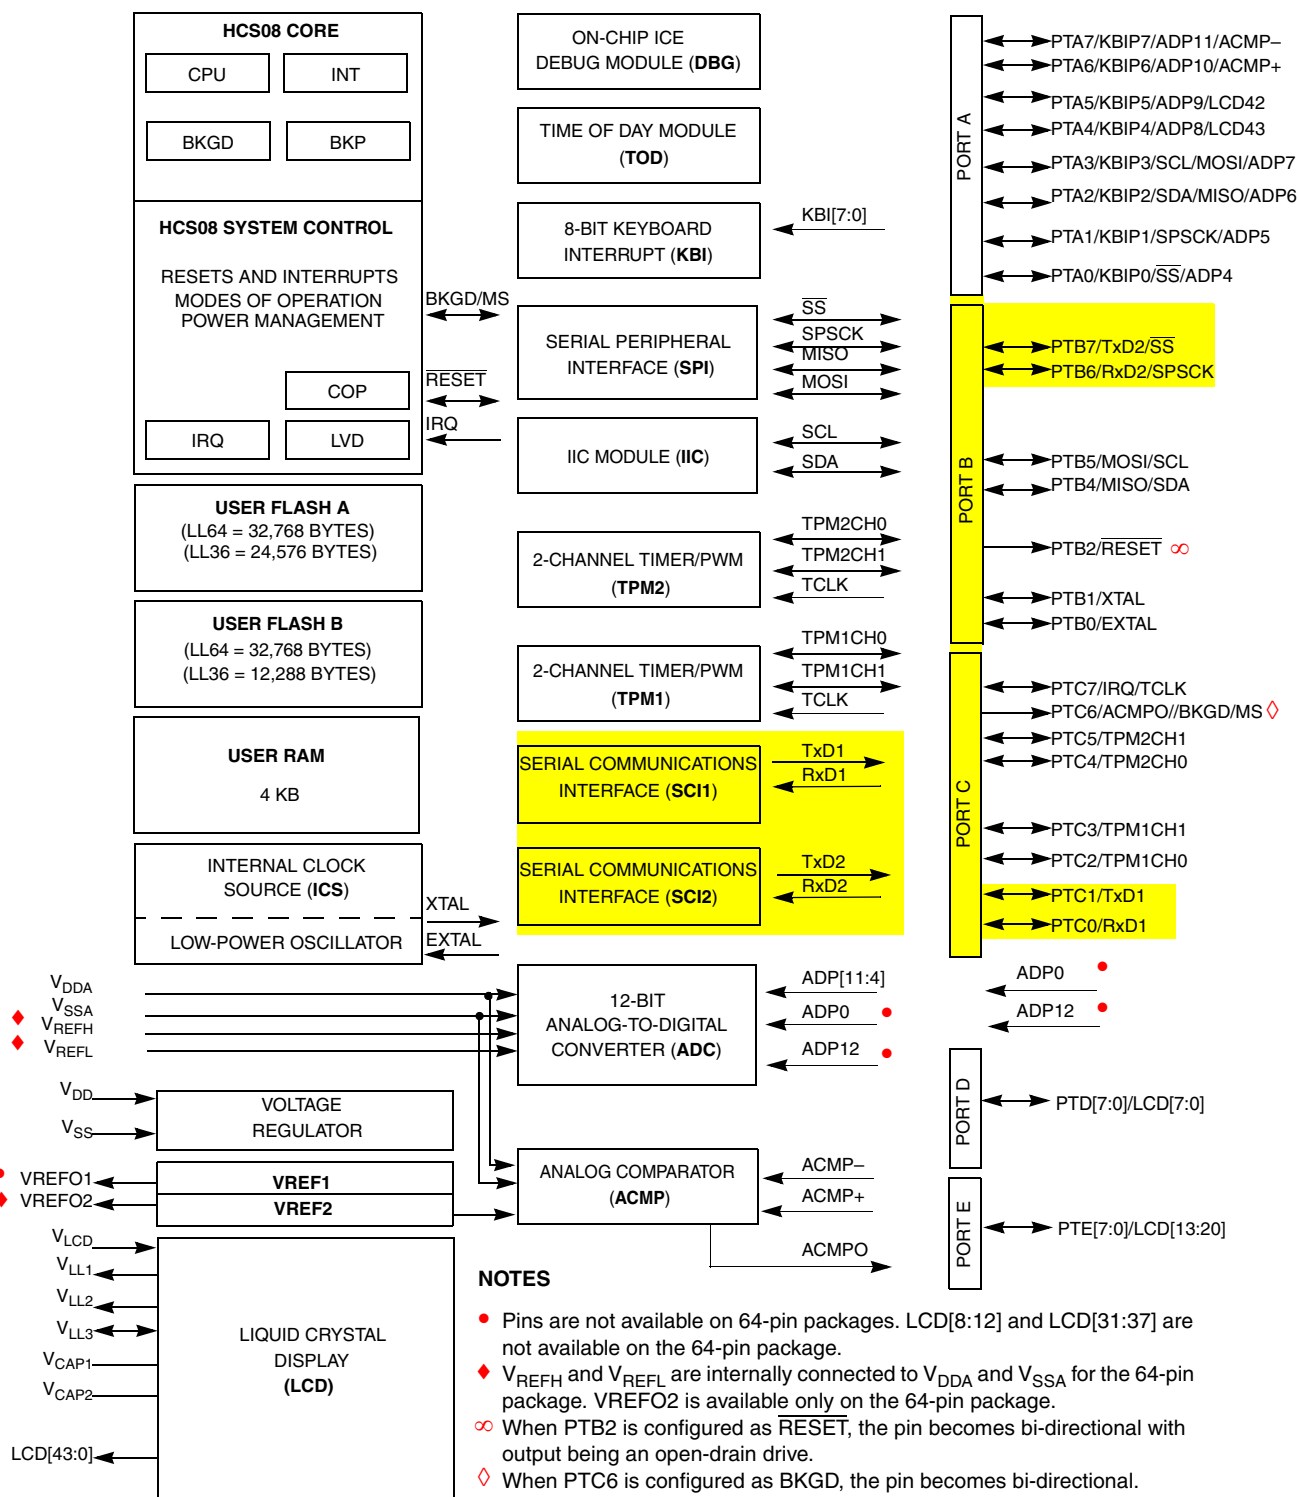 HCS08 CORE
CPU
INT
BKGD
BKP
HCS08 SYSTEM CONTROL
RESETS AND INTERRUPTS
MODES OF OPERATION
POWER MANAGEMENT
COP
IRQ
LVD
BKGD/MS
RESET
IRQ
USER FLASH A
(LL64 = 32,768 BYTES)
(LL36 = 24,576 BYTES)
USER FLASH B
(LL64 = 32,768 BYTES)
(LL36 = 12,288 BYTES)
USER RAM
4 KB
INTERNAL CLOCK
SOURCE (ICS)
LOW-POWER OSCILLATOR
XTAL
EXTAL
VDDA
VSSA
♦ VREFH
♦ VREFL
VDD
VSS
VOLTAGE
REGULATOR
• VREFO1
♦ VREFO2
VREF1
VREF2
VLCD
VLL1
VLL2
VLL3
VCAP1
VCAP2
LCD[43:0]
LIQUID CRYSTAL
DISPLAY
(LCD)
ON-CHIP ICE
DEBUG MODULE (DBG)
TIME OF DAY MODULE
(TOD)
8-BIT KEYBOARD
INTERRUPT (KBI)
KBI[7:0]
SERIAL PERIPHERAL
INTERFACE (SPI)
SS
SPSCK
MISO
MOSI
IIC MODULE (IIC)
SCL
SDA
2-CHANNEL TIMER/PWM
(TPM2)
TPM2CH0
TPM2CH1
TCLK
2-CHANNEL TIMER/PWM
(TPM1)
TPM1CH0
TPM1CH1
TCLK
SERIAL COMMUNICATIONS
INTERFACE (SCI1)
TxD1
RxD1
SERIAL COMMUNICATIONS
INTERFACE (SCI2)
TxD2
RxD2
12-BIT
ANALOG-TO-DIGITAL
CONVERTER (ADC)
ADP[11:4]
ADP0 •
ADP12 •
ANALOG COMPARATOR
(ACMP)
ACMP–
ACMP+
ACMPO
PORT A
PTA7/KBIP7/ADP11/ACMP–
PTA6/KBIP6/ADP10/ACMP+
PTA5/KBIP5/ADP9/LCD42
PTA4/KBIP4/ADP8/LCD43
PTA3/KBIP3/SCL/MOSI/ADP7
PTA2/KBIP2/SDA/MISO/ADP6
PTA1/KBIP1/SPSCK/ADP5
PTA0/KBIP0/SS/ADP4
PORT B
PTB7/TxD2/SS
PTB6/RxD2/SPSCK
PTB5/MOSI/SCL
PTB4/MISO/SDA
PTB2/RESET ∞
PTB1/XTAL
PTB0/EXTAL
PORT C
PTC7/IRQ/TCLK
PTC6/ACMPO//BKGD/MS ◊
PTC5/TPM2CH1
PTC4/TPM2CH0
PTC3/TPM1CH1
PTC2/TPM1CH0
PTC1/TxD1
PTC0/RxD1
ADP0 •
ADP12 •
PORT D
PTD[7:0]/LCD[7:0]
PORT E
PTE[7:0]/LCD[13:20]
NOTES
• Pins are not available on 64-pin packages. LCD[8:12] and LCD[31:37] are
not available on the 64-pin package.
♦ VREFH and VREFL are internally connected to VDDA and VSSA for the 64-pin
package. VREFO2 is available only on the 64-pin package.
∞ When PTB2 is configured as RESET, the pin becomes bi-directional with
output being an open-drain drive.
◊ When PTC6 is configured as BKGD, the pin becomes bi-directional.